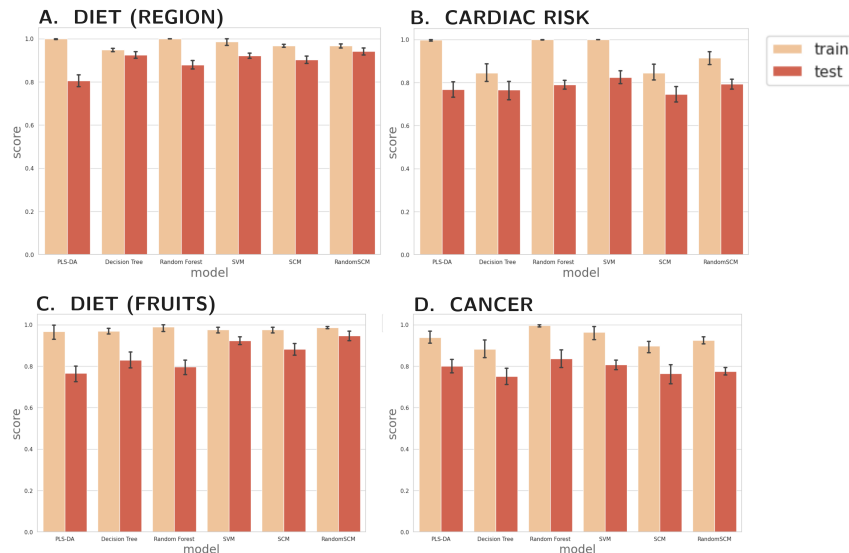 A. DIET (REGION)
1.0
0.8
0.6
0.4
0.2
0.0
score
PLS-DA Decision Tree Random Forest SVM SCM RandomSCM
model
B. CARDIAC RISK
1.0
0.8
0.6
0.4
0.2
0.0
score
PLS-DA Decision Tree Random Forest SVM SCM RandomSCM
model
train
test
C. DIET (FRUITS)
1.0
0.8
0.6
0.4
0.2
0.0
score
PLS-DA Decision Tree Random Forest SVM SCM RandomSCM
model
D. CANCER
1.0
0.8
0.6
0.4
0.2
0.0
score
PLS-DA Decision Tree Random Forest SVM SCM RandomSCM
model